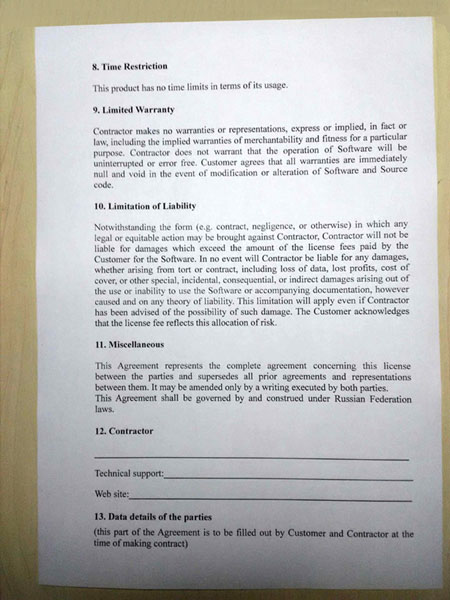 8. Time Restriction
This product has no time limits in terms of its usage.
9. Limited Warranty
Contractor makes no warranties or representations, express or implied, in fact or
law, including the implied warranties of merchantability and fitness for a particular
purpose. Contractor does not warrant that the operation of Software will be
uninterrupted or error free. Customer agrees that all warranties are immediately
null and void in the event of modification or alteration of Software and Source
code.
10. Limitation of Liability
Notwithstanding the form (e.g. contract, negligence, or otherwise) in which any
legal or equitable action may be brought against Contractor, Contractor will not be
liable for damages which exceed the amount of the license fees paid by the
Customer for the Software. In no event will Contractor be liable for any damages,
whether arising from tort or contract, including loss of data, lost profits, cost of
cover, or other special, incidental, consequential, or indirect damages arising out of
the use or inability to use the Software or accompanying documentation, however
caused and on any theory of liability. This limitation will apply even if Contractor
has been advised of the possibility of such damage. The Customer acknowledges
that the license fee reflects this allocation of risk.
11. Miscellaneous
This Agreement represents the complete agreement concerning this license
between the parties and supersedes all prior agreements and representations
between them. It may be amended only by a writing executed by both parties.
This Agreement shall be governed by and construed under Russian Federation
laws.
12. Contractor
Technical support:
Web site:
13. Data details of the parties
(this part of the Agreement is to be filled out by Customer and Contractor at the
time of making contract)